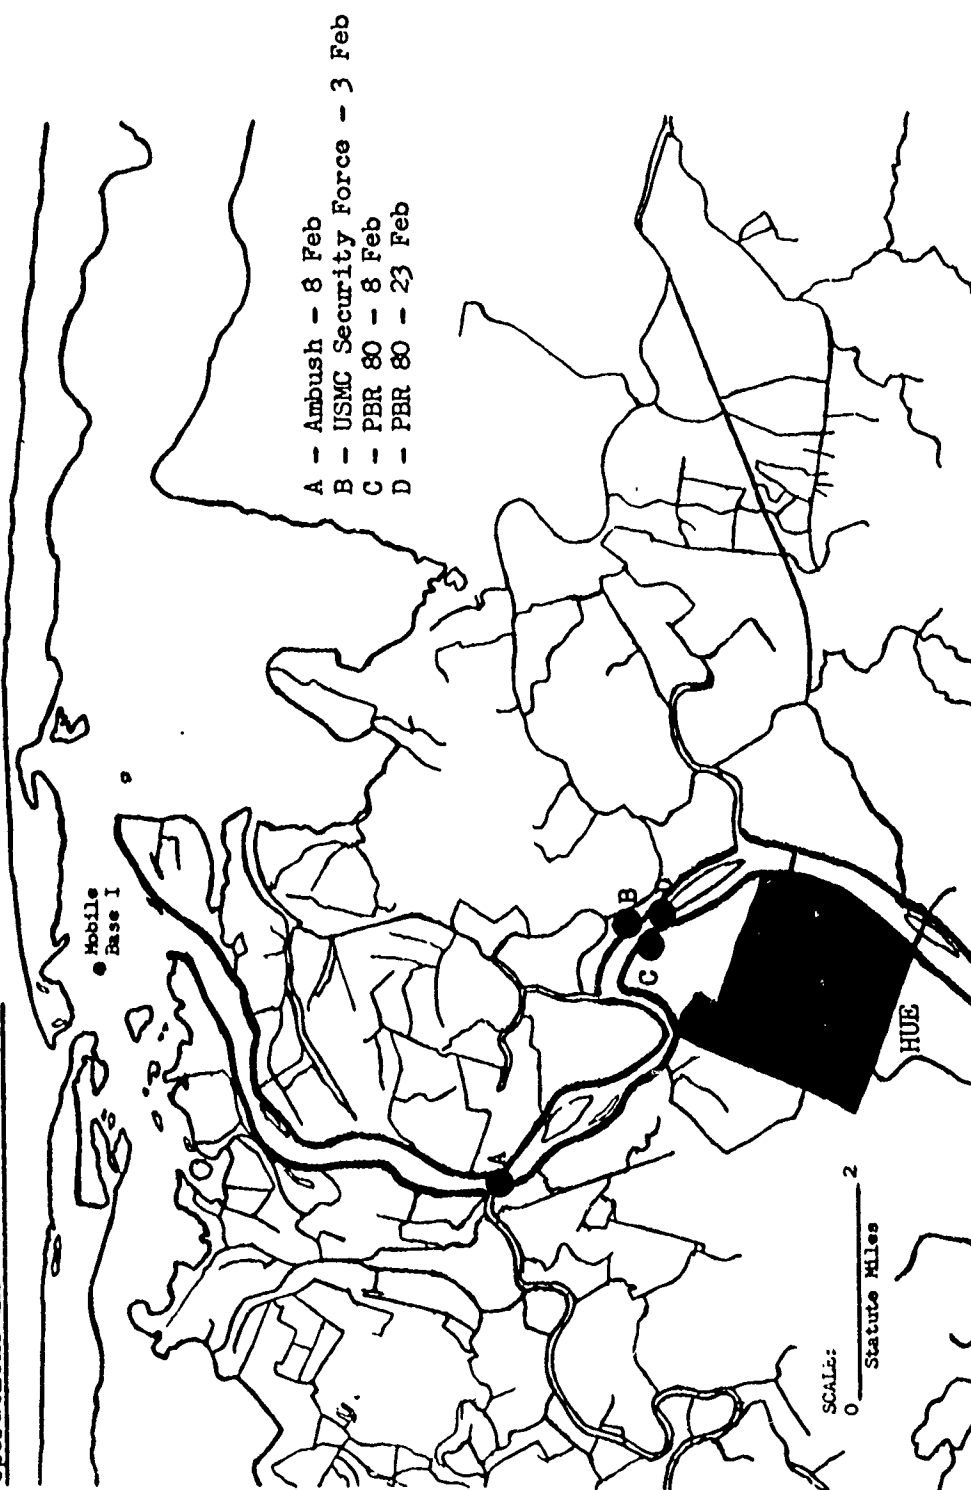 A - Ambush - 8 Feb
B - USMC Security Force - 3 Feb
C - PBR 80 - 8 Feb
D - PBR 80 - 23 Feb
Mobile
Base I
A
B
C
HUE
SCALE:
0 2
Statute Miles